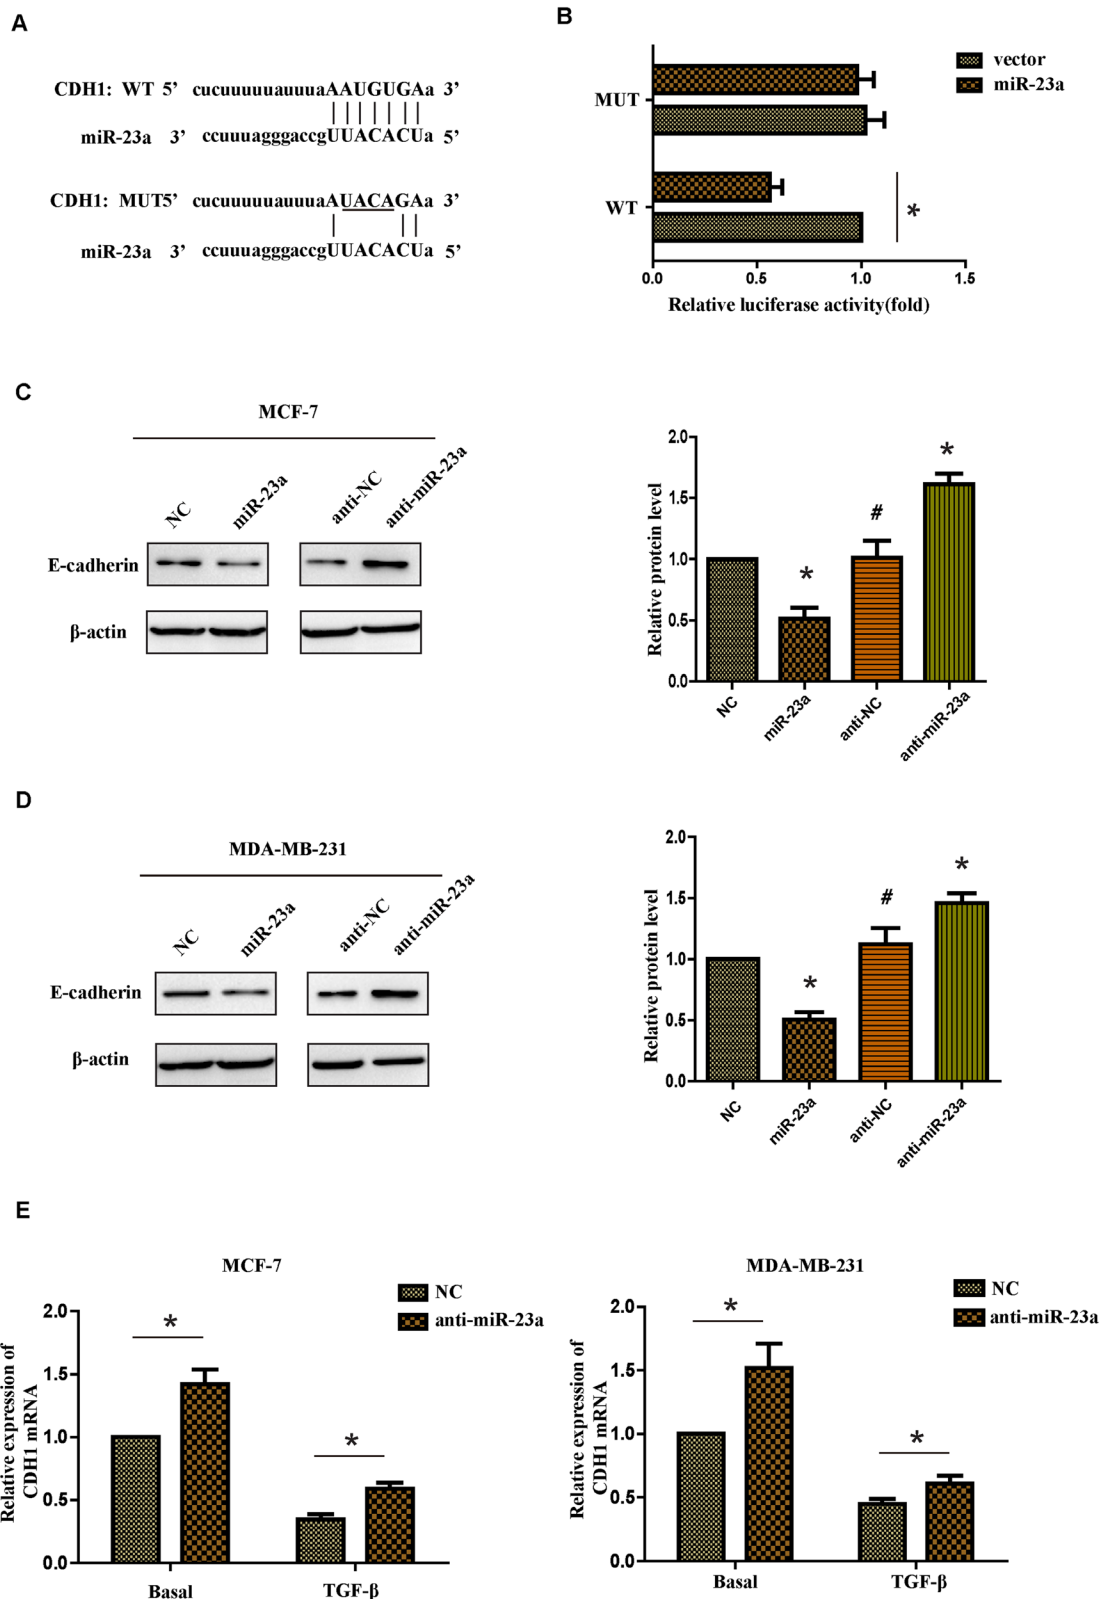 A
CDH1: WT 5’ cucuuuuuauuuaAAUGUGAa 3’
miR-23a 3’ ccuuuagggaccgUUACACUa 5’
CDH1: MUT5’ cucuuuuuauuuaAUACAGAa 3’
miR-23a 3’ ccuuuagggaccgUUACACUa 5’
B
vector
miR-23a
MUT
WT
*
0.0 0.5 1.0 1.5
Relative luciferase activity(fold)
C
MCF-7
NC miR-23a anti-NC anti-miR-23a
E-cadherin
β-actin
Relative protein level
2.0
1.5
1.0
0.5
0.0
* # *
NC miR-23a anti-NC anti-miR-23a
D
MDA-MB-231
NC miR-23a anti-NC anti-miR-23a
E-cadherin
β-actin
Relative protein level
2.0
1.5
1.0
0.5
0.0
* # *
NC miR-23a anti-NC anti-miR-23a
E
MCF-7
NC
anti-miR-23a
Relative expression of
CDH1 mRNA
2.0
1.5
1.0
0.5
0.0
* *
Basal TGF-β
MDA-MB-231
NC
anti-miR-23a
Relative expression of
CDH1 mRNA
2.0
1.5
1.0
0.5
0.0
* *
Basal TGF-β